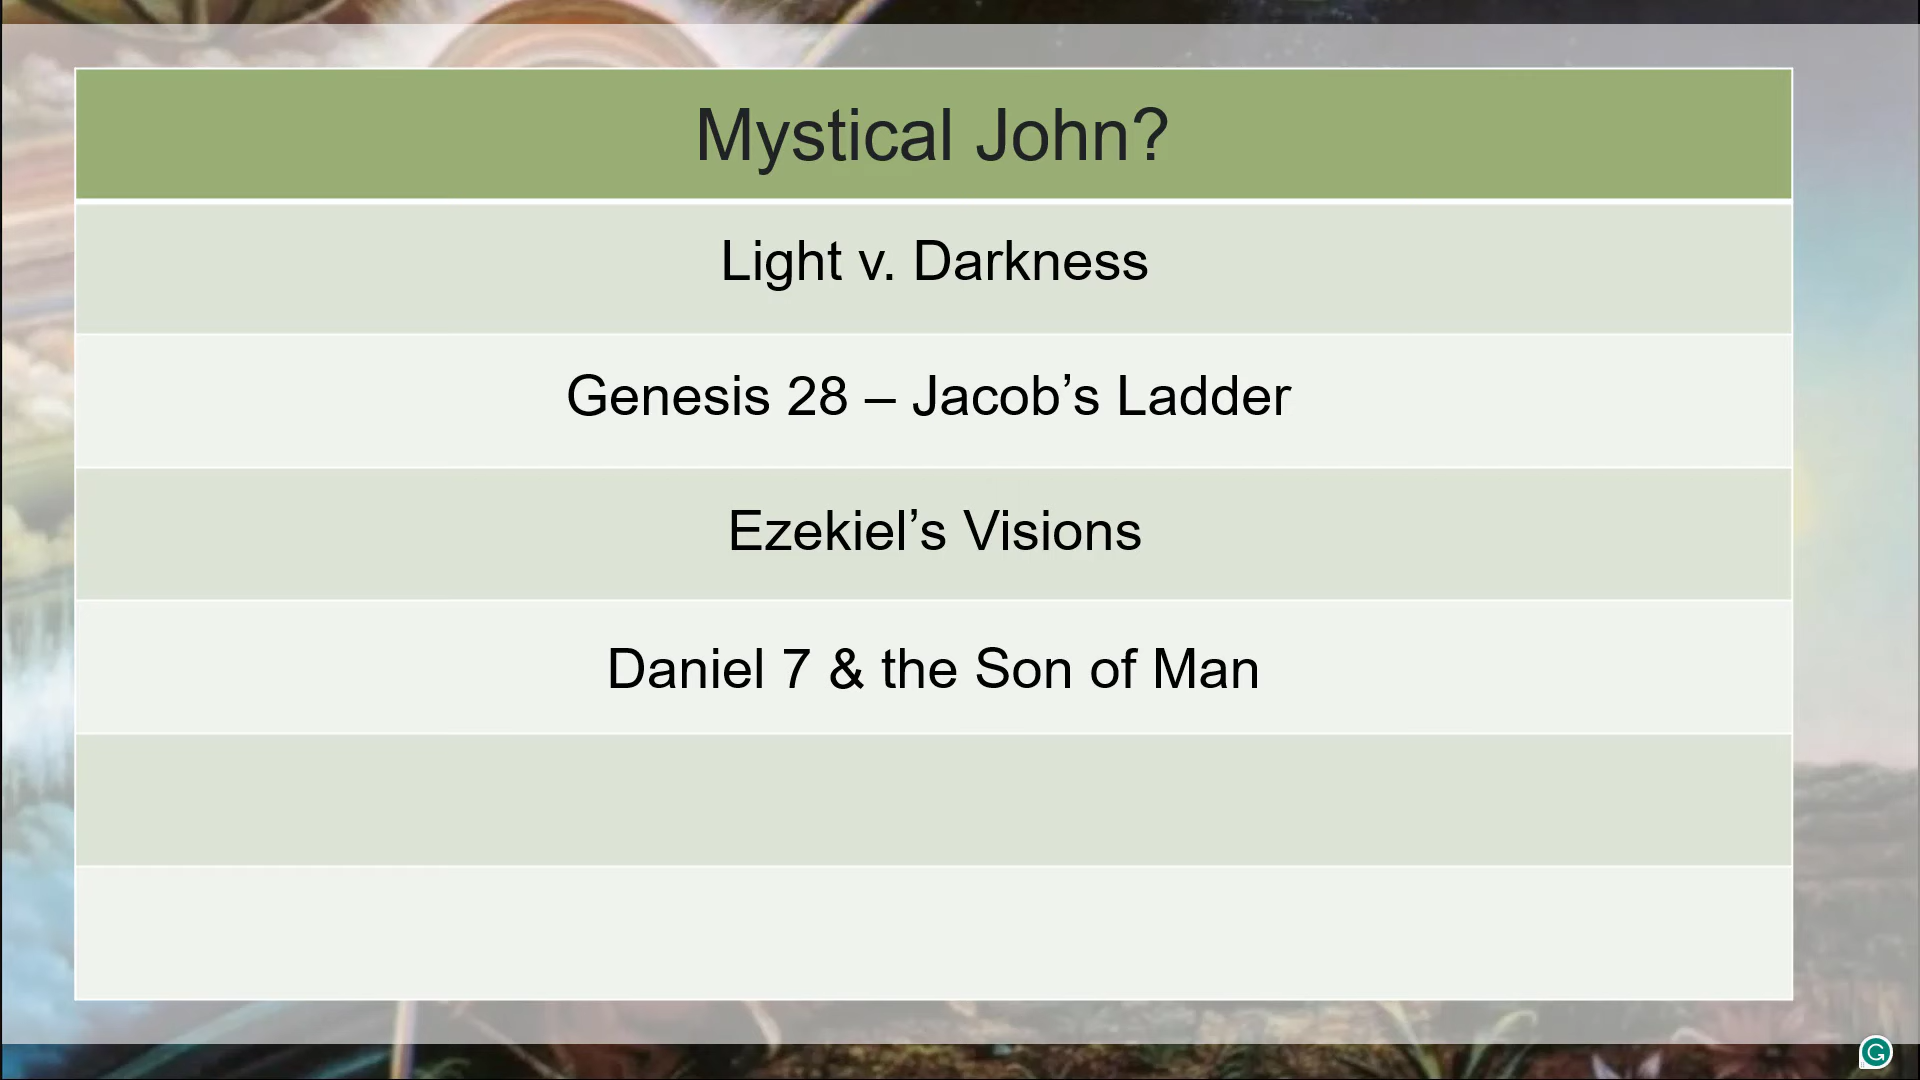 Mystical John?
Light v. Darkness
Genesis 28 – Jacob’s Ladder
Ezekiel’s Visions
Daniel 7 & the Son of Man